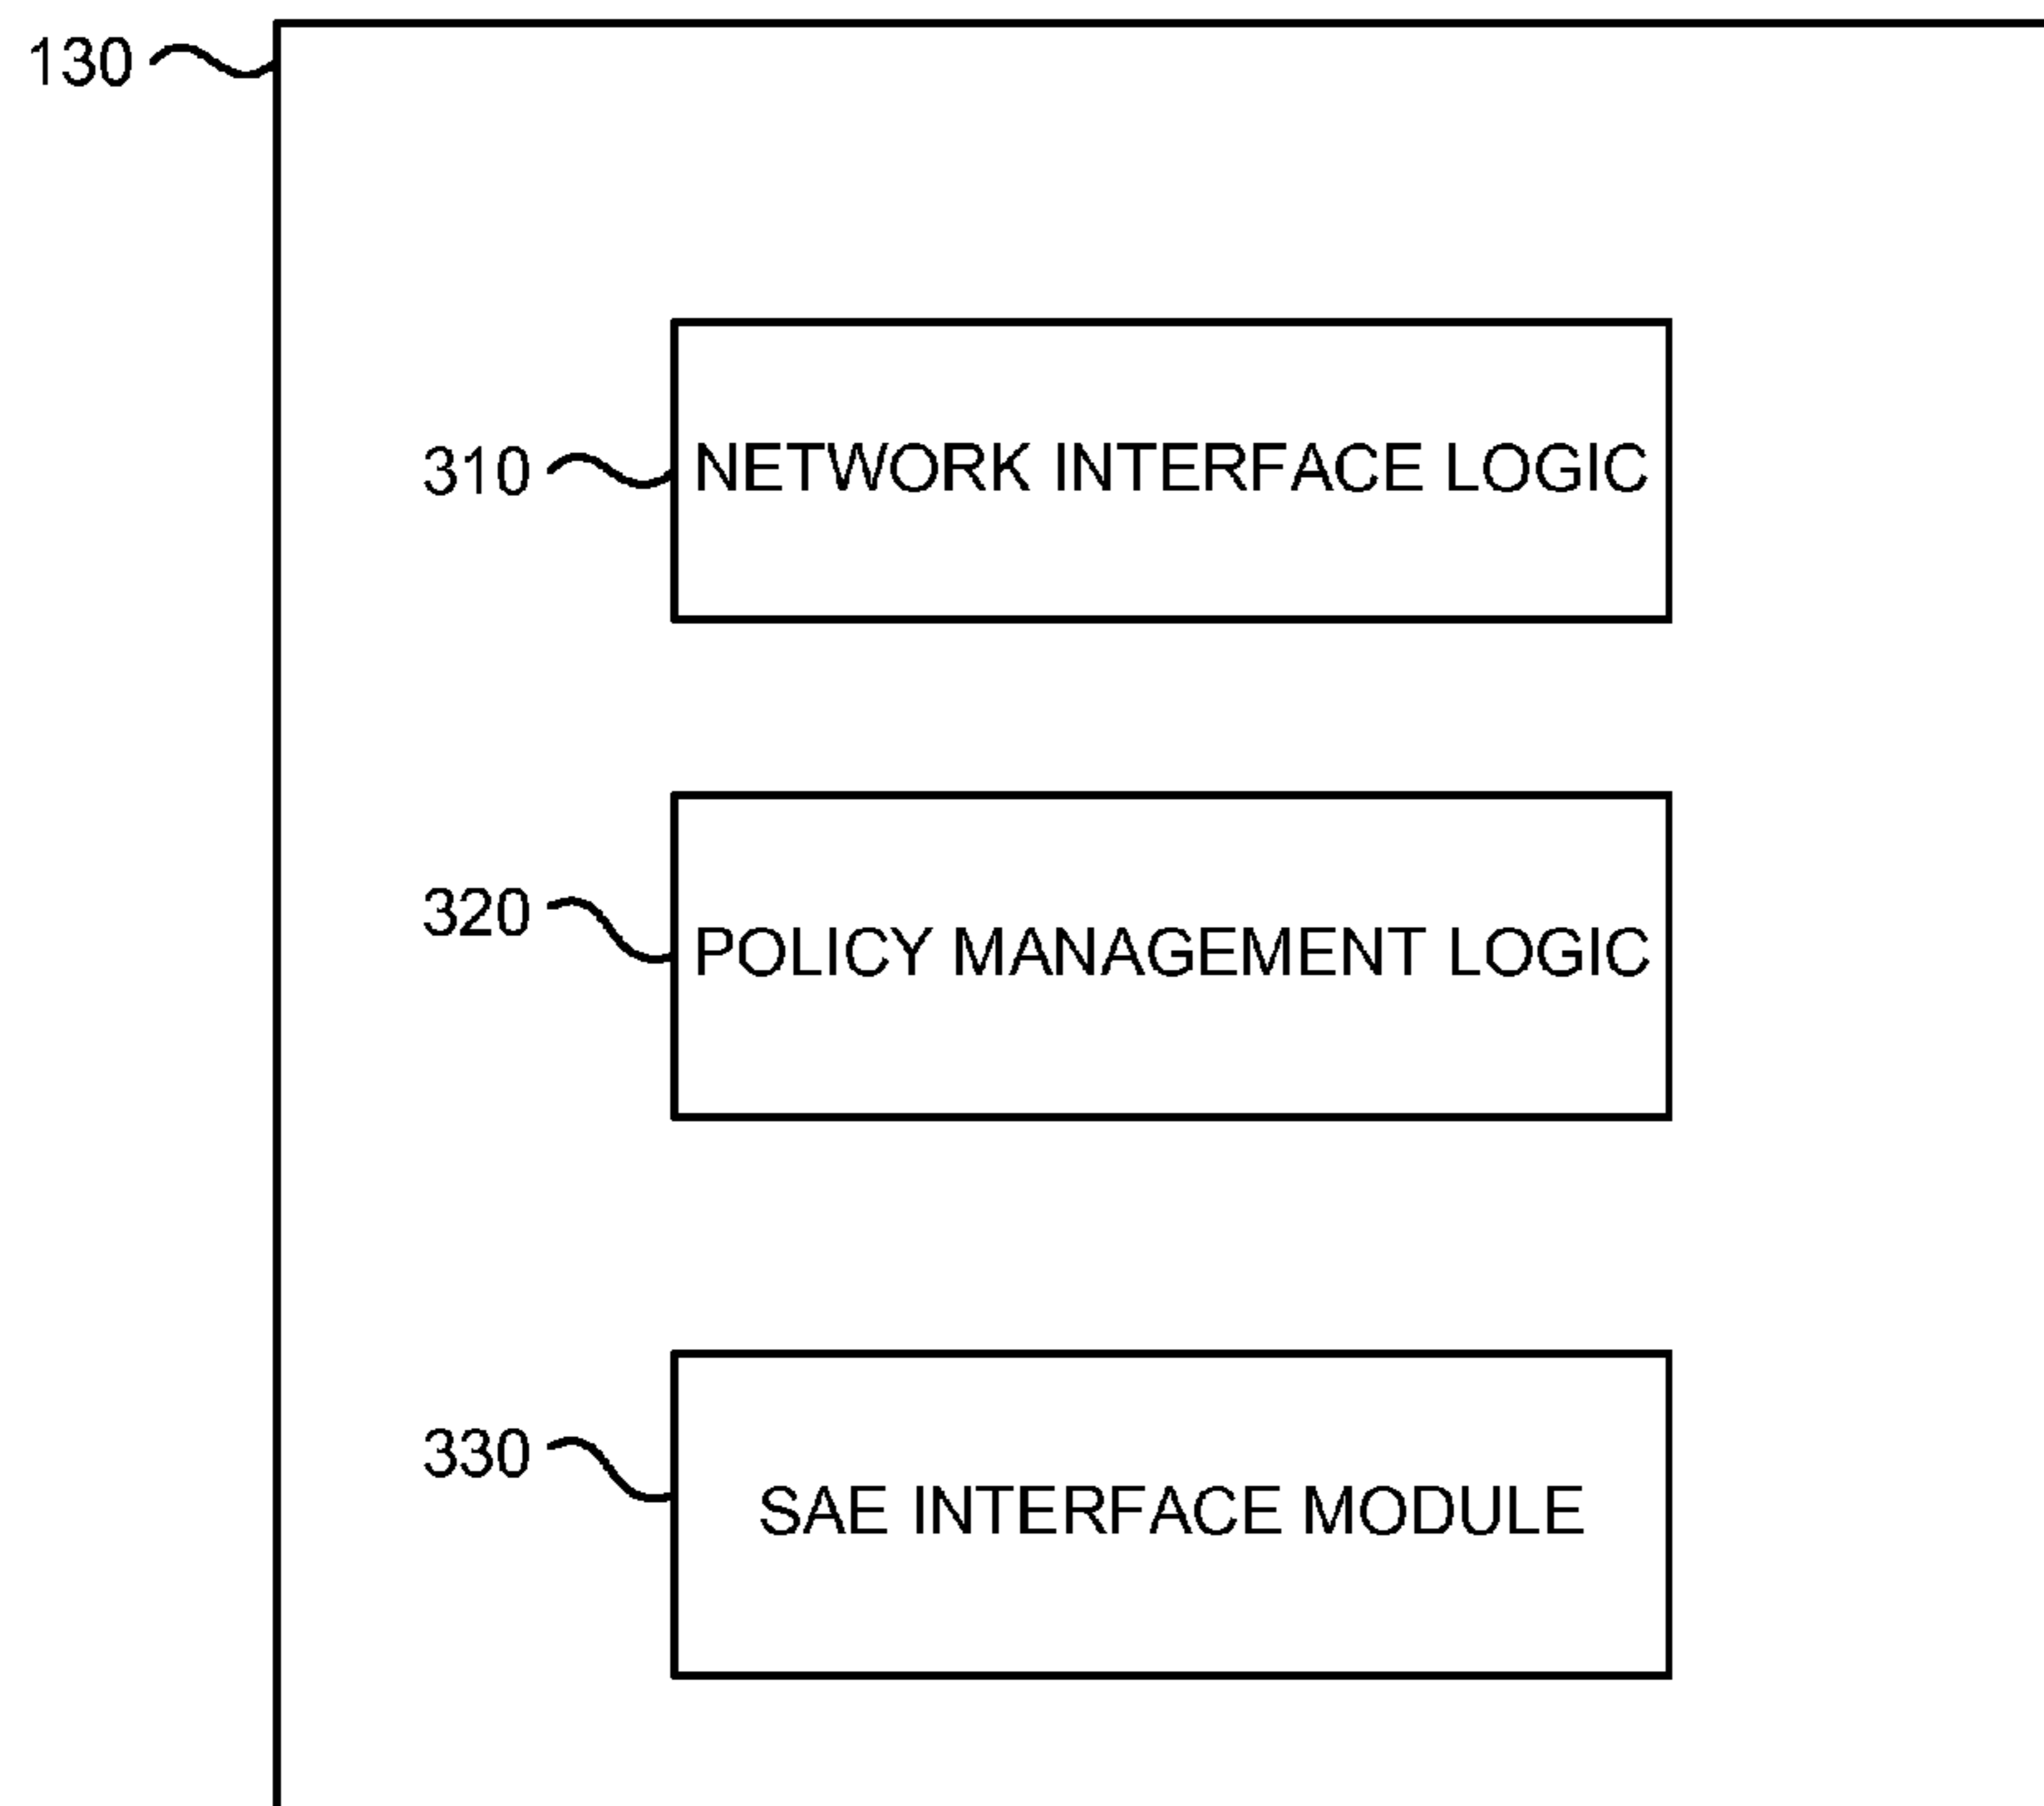 130
310 NETWORK INTERFACE LOGIC
320 POLICY MANAGEMENT LOGIC
330 SAE INTERFACE MODULE